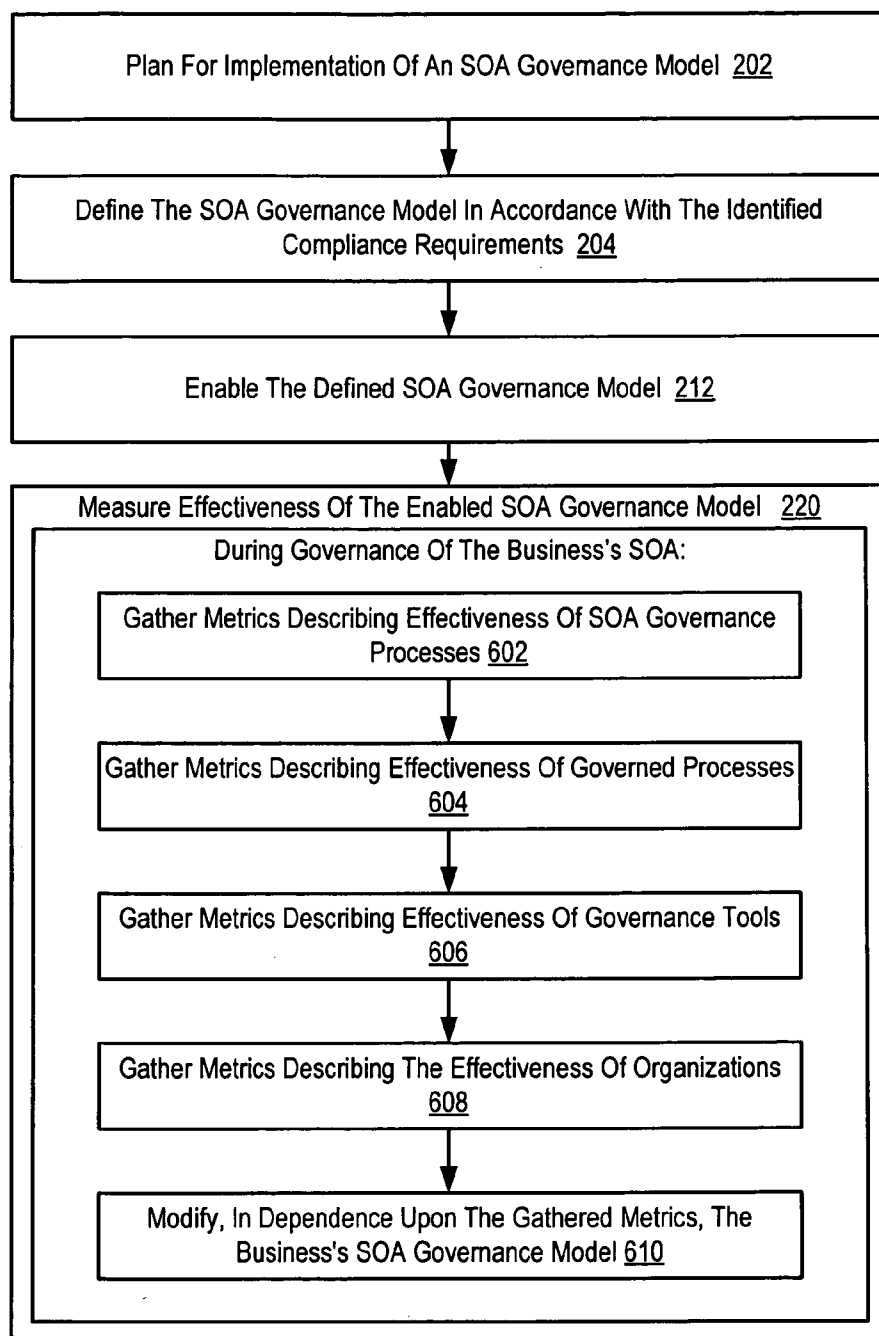 Plan For Implementation Of An SOA Governance Model 202
Define The SOA Governance Model In Accordance With The Identified
Compliance Requirements 204
Enable The Defined SOA Governance Model 212
Measure Effectiveness Of The Enabled SOA Governance Model 220
During Governance Of The Business's SOA:
Gather Metrics Describing Effectiveness Of SOA Governance
Processes 602
Gather Metrics Describing Effectiveness Of Governed Processes
604
Gather Metrics Describing Effectiveness Of Governance Tools
606
Gather Metrics Describing The Effectiveness Of Organizations
608
Modify, In Dependence Upon The Gathered Metrics, The
Business's SOA Governance Model 610